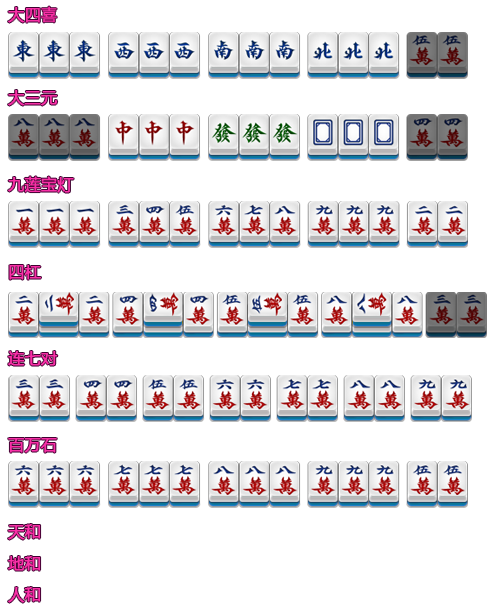 大四喜
東 東 東 西 西 西 南 南 南 北 北 北 伍萬 伍萬
大三元
八萬 八萬 八萬 中 中 中 發 發 發 四萬 四萬
九莲宝灯
一萬 一萬 一萬 三萬 四萬 伍萬 六萬 七萬 八萬 九萬 九萬 九萬 二萬 二萬
四杠
二萬 二萬 二萬 四萬 四萬 四萬 伍萬 伍萬 伍萬 八萬 八萬 八萬 三萬 三萬
连七对
三萬 三萬 四萬 四萬 伍萬 伍萬 六萬 六萬 七萬 七萬 八萬 八萬 九萬 九萬
百万石
六萬 六萬 六萬 七萬 七萬 七萬 八萬 八萬 八萬 九萬 九萬 九萬 伍萬 伍萬
天和
地和
人和